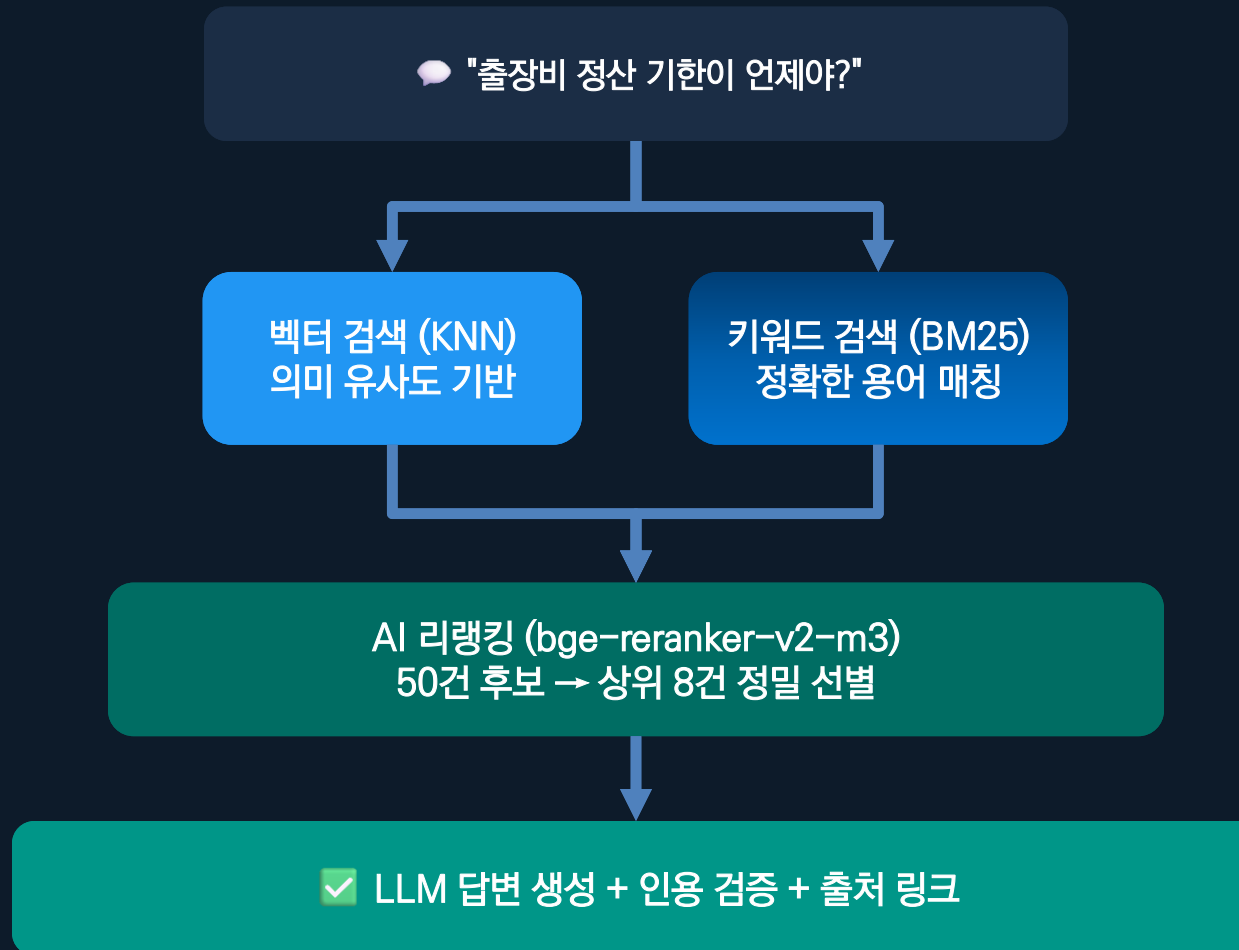 💬 "출장비 정산 기한이 언제야?"
벡터 검색 (KNN)
의미 유사도 기반
키워드 검색 (BM25)
정확한 용어 매칭
AI 리랭킹 (bge-reranker-v2-m3)
50건 후보 → 상위 8건 정밀 선별
✅ LLM 답변 생성 + 인용 검증 + 출처 링크